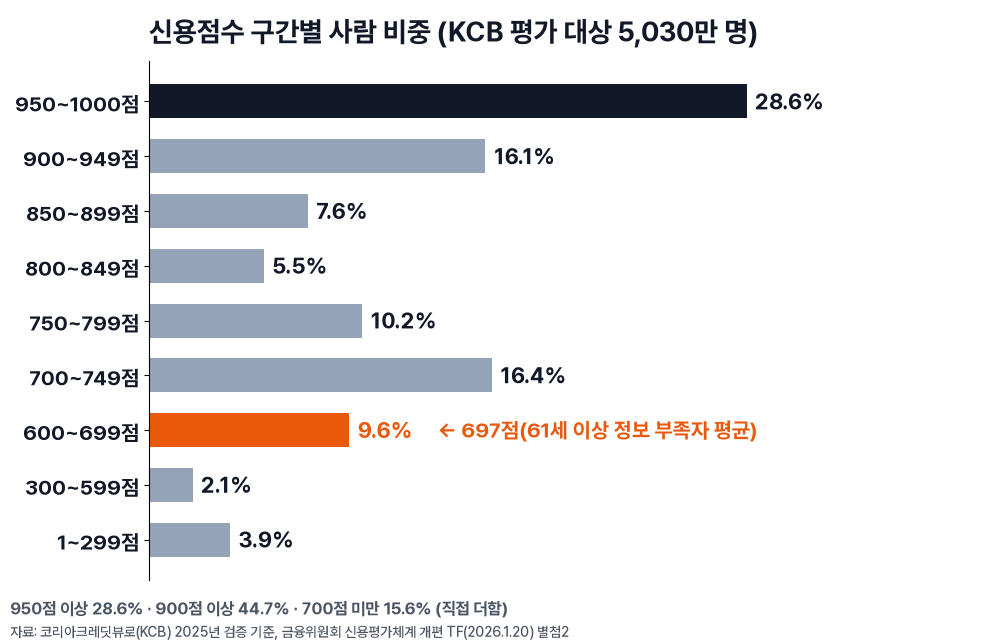 신용점수 구간별 사람 비중 (KCB 평가 대상 5,030만 명)
950~1000점 28.6%
900~949점 16.1%
850~899점 7.6%
800~849점 5.5%
750~799점 10.2%
700~749점 16.4%
600~699점 9.6% ← 697점(61세 이상 정보 부족자 평균)
300~599점 2.1%
1~299점 3.9%
950점 이상 28.6% · 900점 이상 44.7% · 700점 미만 15.6% (직접 더함)
자료: 코리아크레딧뷰로(KCB) 2025년 검증 기준, 금융위원회 신용평가체계 개편 TF(2026.1.20) 별첨2